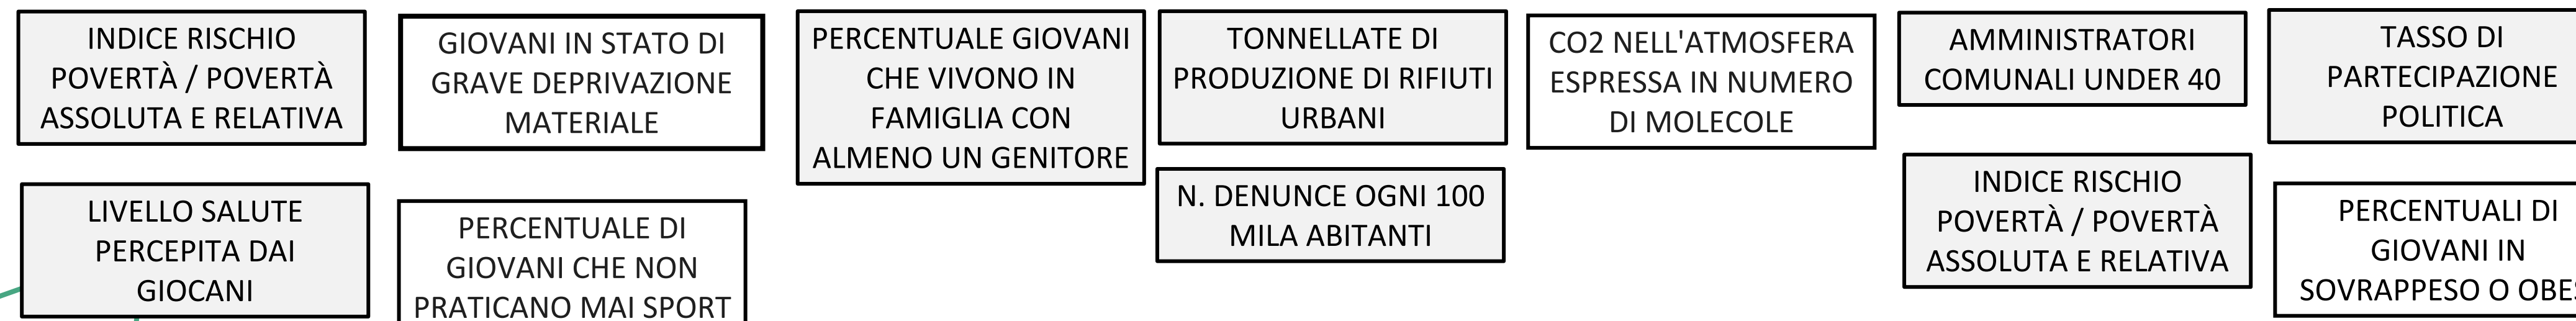 INDICE RISCHIO
POVERTÀ / POVERTÀ
ASSOLUTA E RELATIVA
GIOVANI IN STATO DI
GRAVE DEPRIVAZIONE
MATERIALE
PERCENTUALE GIOVANI
CHE VIVONO IN
FAMIGLIA CON
ALMENO UN GENITORE
TONNELLATE DI
PRODUZIONE DI RIFIUTI
URBANI
CO2 NELL'ATMOSFERA
ESPRESSA IN NUMERO
DI MOLECOLE
AMMINISTRATORI
COMUNALI UNDER 40
TASSO DI
PARTECIPAZIONE
POLITICA
LIVELLO SALUTE
PERCEPITA DAI
GIOCANI
PERCENTUALE DI
GIOVANI CHE NON
PRATICANO MAI SPORT
N. DENUNCE OGNI 100
MILA ABITANTI
INDICE RISCHIO
POVERTÀ / POVERTÀ
ASSOLUTA E RELATIVA
PERCENTUALI DI
GIOVANI IN
SOVRAPPESO O